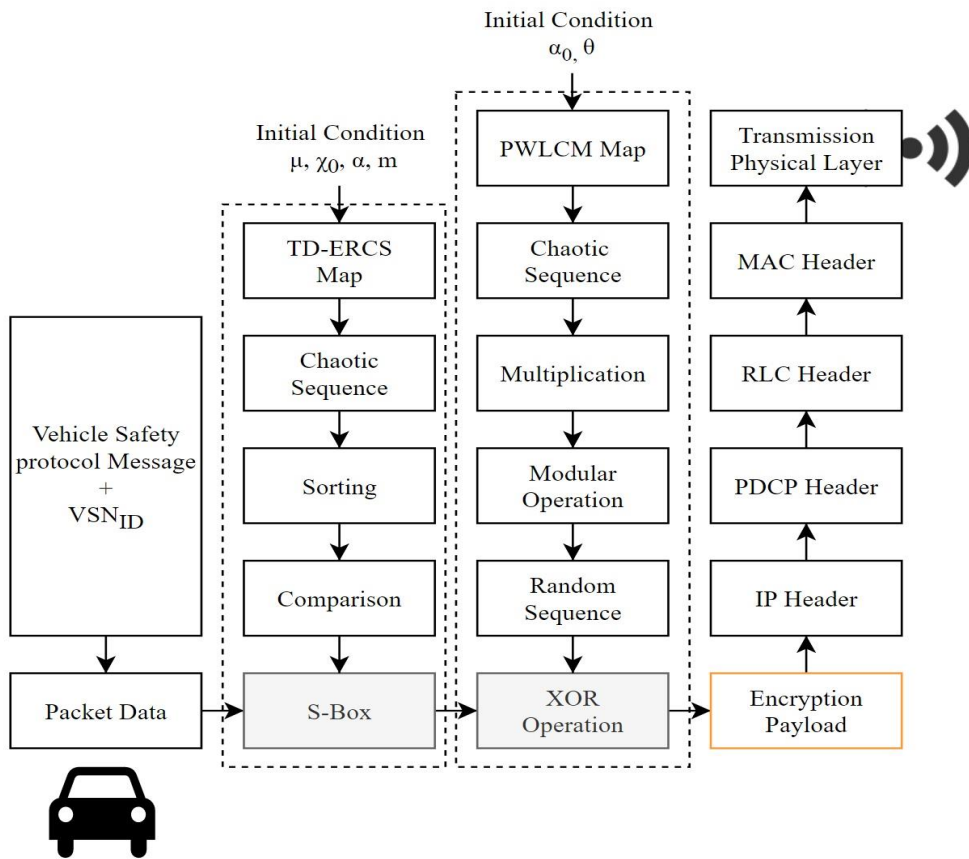 Vehicle Safety
protocol Message
+
VSN_ID
Packet Data
Initial Condition
μ, χ0, α, m
TD-ERCS
Map
Chaotic
Sequence
Sorting
Comparison
S-Box
Initial Condition
α0, θ
PWLCM Map
Chaotic
Sequence
Multiplication
Modular
Operation
Random
Sequence
XOR
Operation
Transmission
Physical Layer
MAC Header
RLC Header
PDCP Header
IP Header
Encryption
Payload